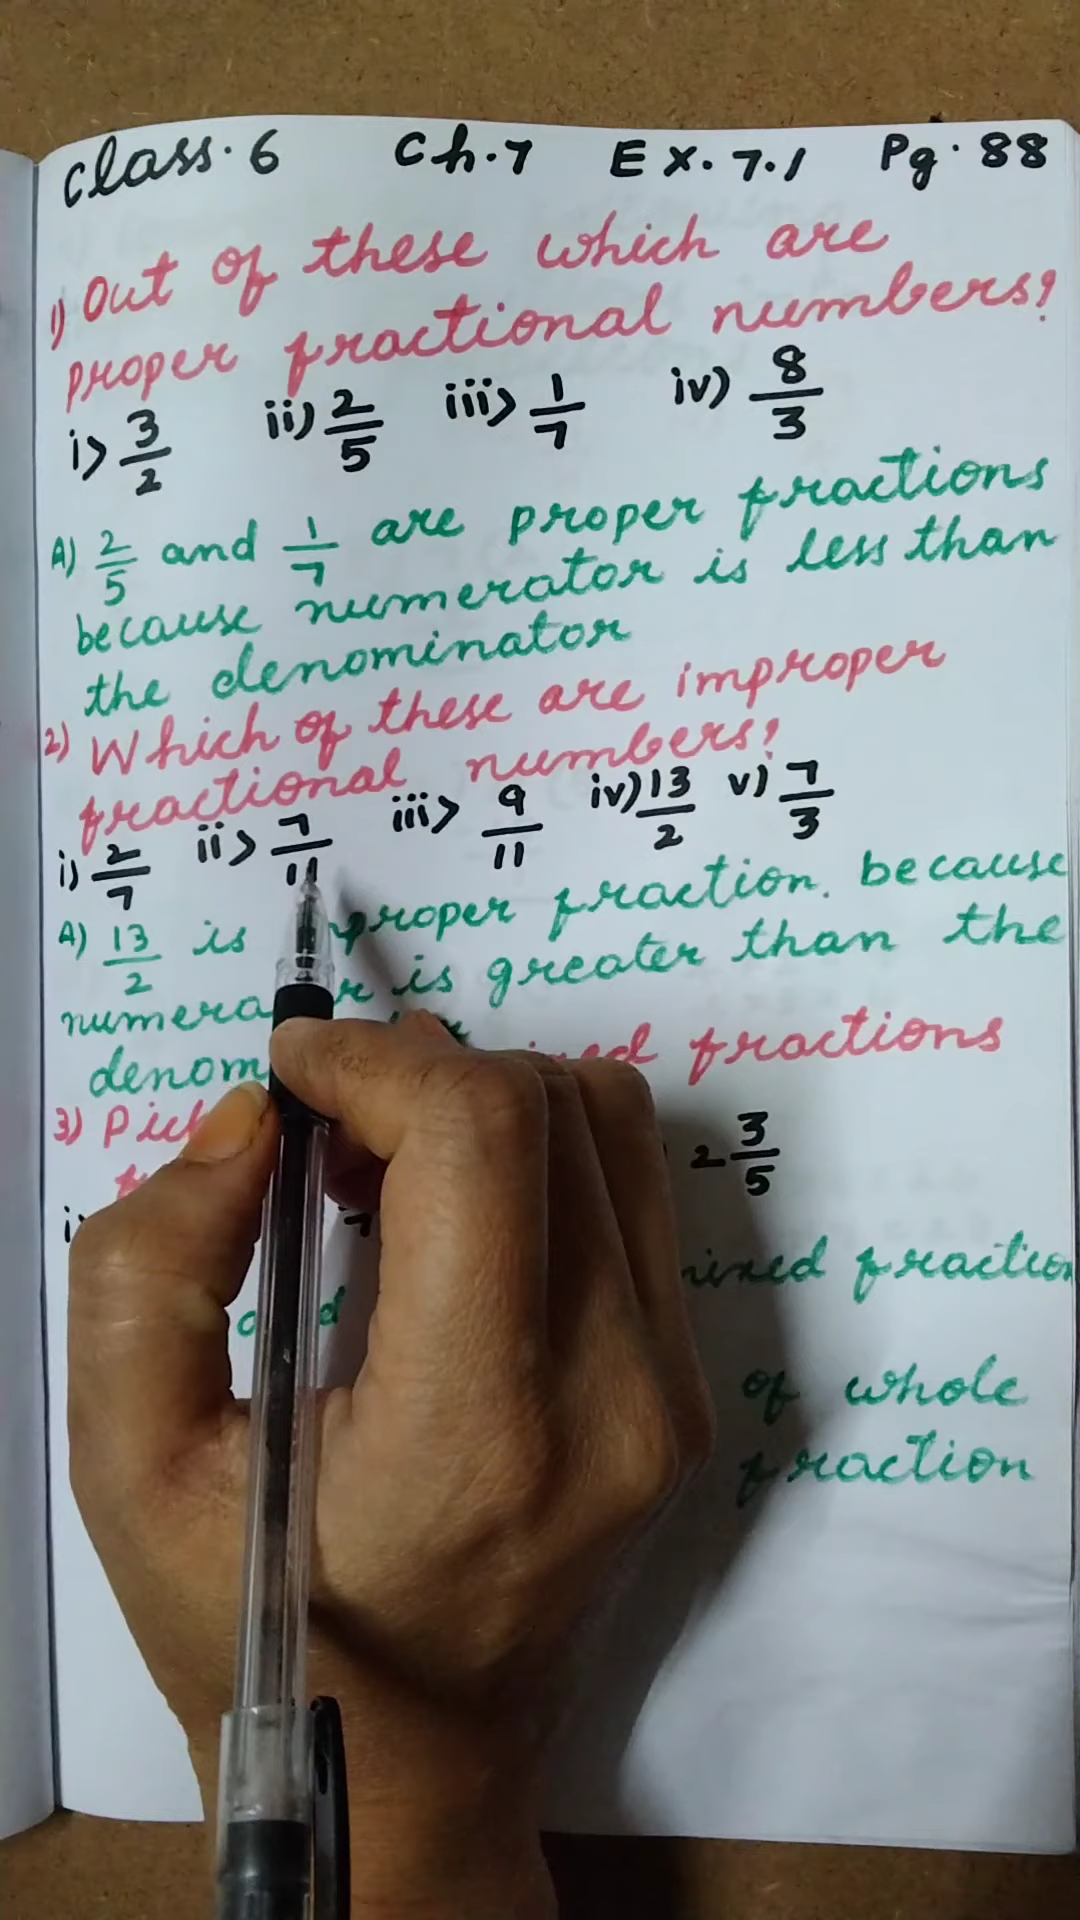 Class. 6 Ch. 7 Ex. 7.1 Pg. 88
1) Out of these which are
proper fractional numbers?
i> 3/2 ii) 2/5 iii> 1/7 iv) 8/3
A) 2/5 and 1/7 are proper fractions
because numerator is less than
the denominator
2) Which of these are improper
fractional numbers?
i) 2/7 ii> 7/11 iii> 9/11 iv) 13/2 v) 7/3
A) 13/2 is improper fraction. because
is greater than the
3) fractions
2 3/5
mixed fraction
of whole
fraction